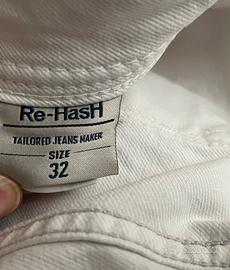 Re-HasH
TAILORED JEANS MAKER
SIZE
32